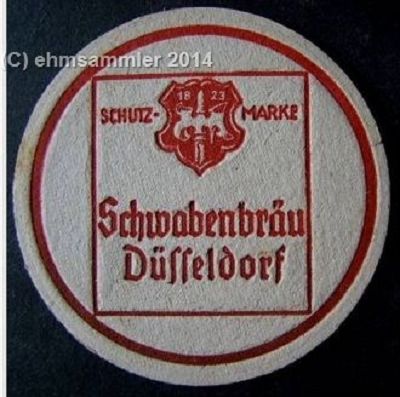 (C) ehmsammler 2014
18 23
SCHUTZ- MARKE
Schwabenbräu
Düsseldorf